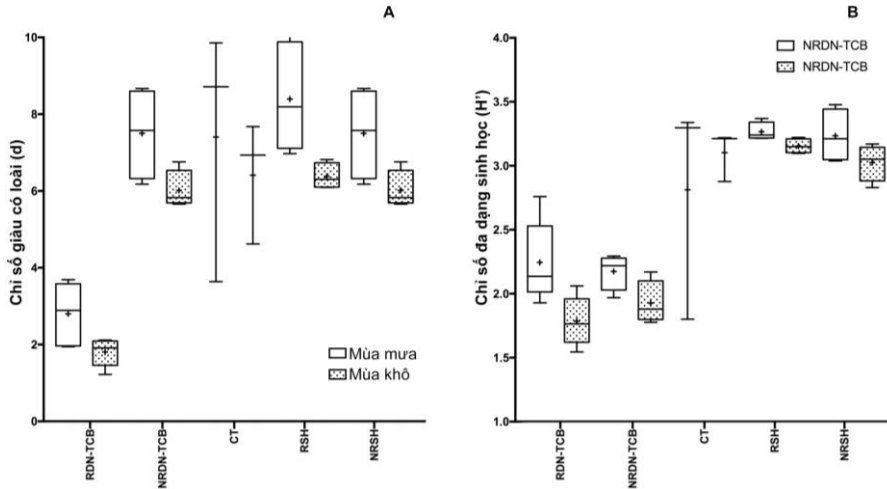 A
Chỉ số giàu có loài (d)
10
8
6
4
2
0
Mùa mưa
Mùa khô
RDN-TCB
NRDN-TCB
CT
RSH
NRSH
B
Chỉ số đa dạng sinh học (H')
4.0
3.5
3.0
2.5
2.0
1.5
1.0
NRDN-TCB
NRDN-TCB
RDN-TCB
NRDN-TCB
CT
RSH
NRSH